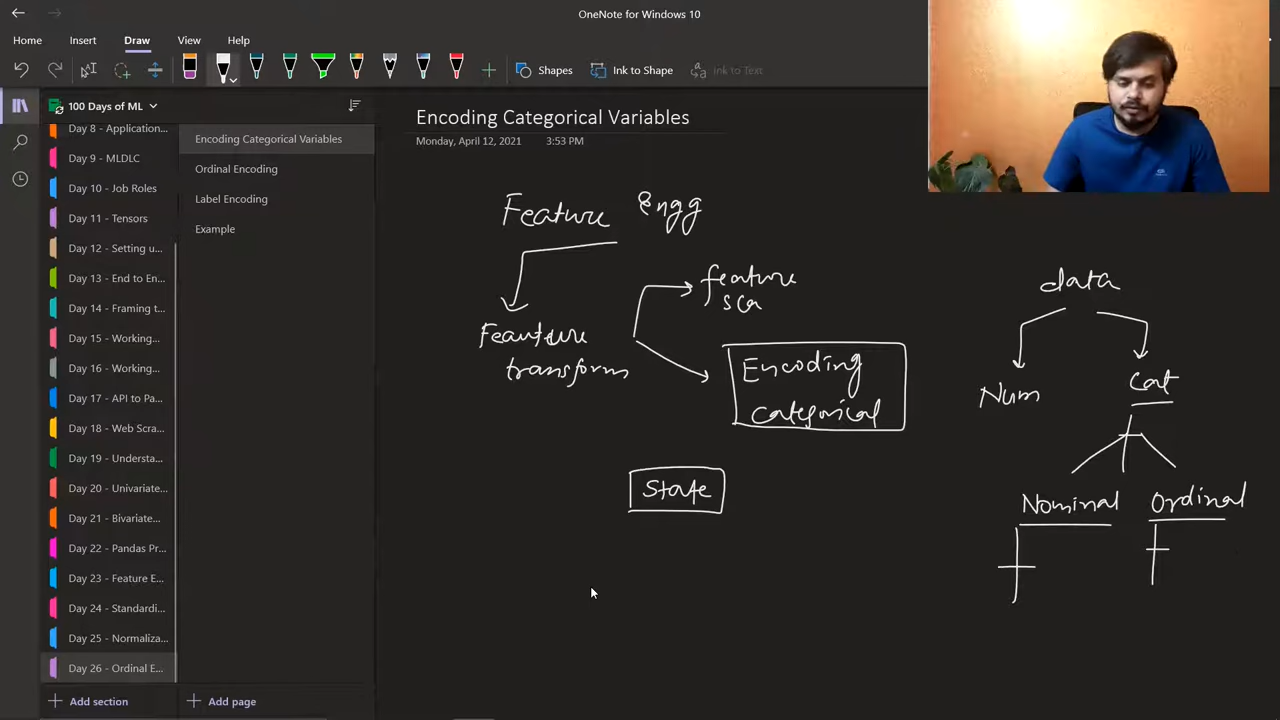 OneNote for Windows 10
Home Insert Draw View Help
Shapes Ink to Shape Ink to Text
100 Days of ML
Day 8 - Application...
Day 9 - MLDLC
Day 10 - Job Roles
Day 11 - Tensors
Day 12 - Setting u...
Day 13 - End to En...
Day 14 - Framing t...
Day 15 - Working...
Day 16 - Working...
Day 17 - API to Pa...
Day 18 - Web Scra...
Day 19 - Understa...
Day 20 - Univariate...
Day 21 - Bivariate...
Day 22 - Pandas Pr...
Day 23 - Feature E...
Day 24 - Standardi...
Day 25 - Normaliza...
Day 26 - Ordinal E...
Add section
Encoding Categorical Variables
Ordinal Encoding
Label Encoding
Example
Add page
Encoding Categorical Variables
Monday, April 12, 2021 3:53 PM
Feature Engg
feature
sca
Feauture
transform
Encoding
Categorical
State
data
Num Cat
Nominal Ordinal